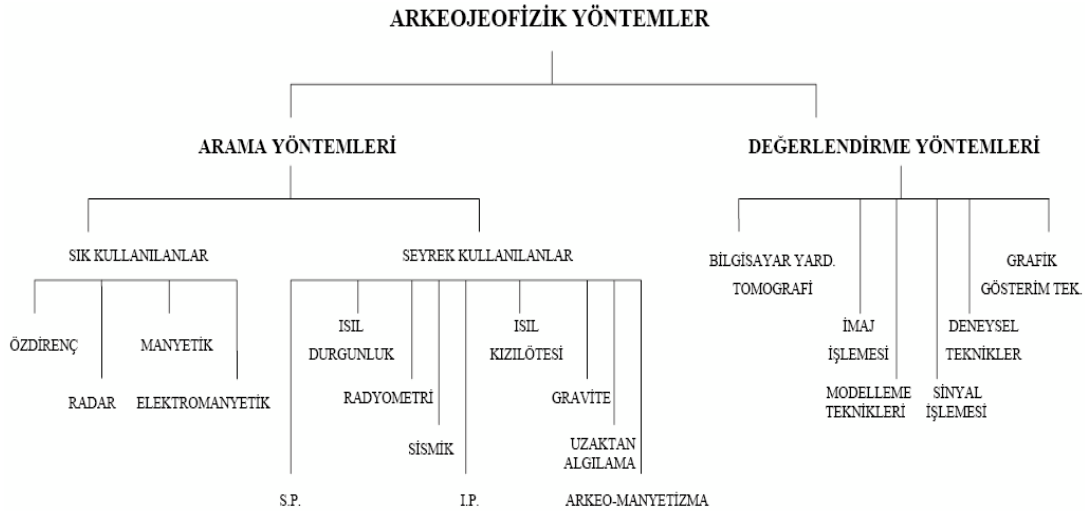 ARKEOJEOFİZİK YÖNTEMLER
ARAMA YÖNTEMLERİ
DEĞERLENDİRME YÖNTEMLERİ
SIK KULLANILANLAR
SEYREK KULLANILANLAR
BİLGİSAYAR YARD.
TOMOGRAFİ
GRAFİK
GÖSTERİM TEK.
ÖZDİRENÇ
MANYETİK
RADAR
ELEKTROMANYETİK
ISIL
DURGUNLUK
ISIL
KIZILÖTESİ
RADYOMETRİ
GRAVİTE
SİSMİK
UZAKTAN
ALGILAMA
S.P.
I.P.
ARKEO-MANYETİZMA
İMAJ
İŞLEMESİ
DENEYSEL
TEKNİKLER
MODELLEME
TEKNİKLERİ
SİNYAL
İŞLEMESİ